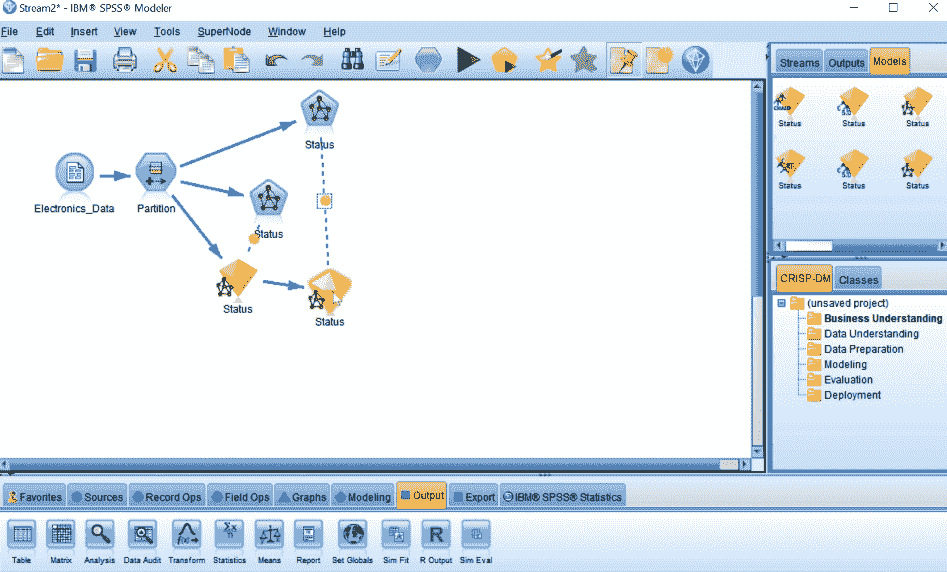 Stream2* - IBM® SPSS® Modeler
File Edit Insert View Tools SuperNode Window Help
Streams Outputs Models
Status Status Status
Status Status Status
Status
Electronics_Data Partition
Status
Status
Status
CRISP-DM Classes
(unsaved project)
Business Understanding
Data Understanding
Data Preparation
Modeling
Evaluation
Deployment
Favorites Sources Record Ops Field Ops Graphs Modeling Output Export IBM® SPSS® Statistics
Table Matrix Analysis Data Audit Transform Statistics Means Report Set Globals Sim Fit R Output Sim Eval